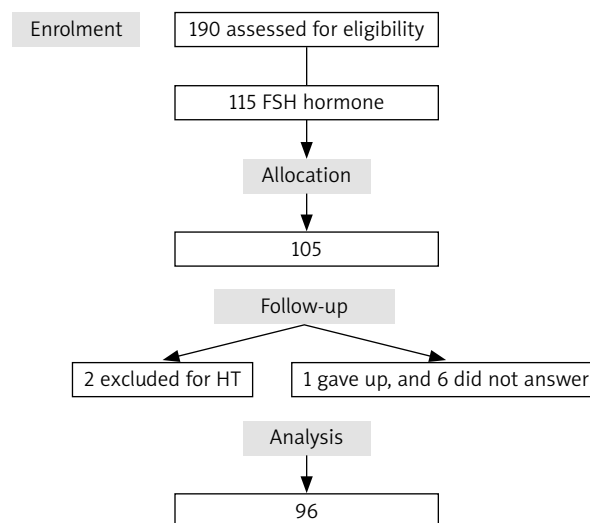 Enrolment
190 assessed for eligibility
115 FSH hormone
Allocation
105
Follow-up
2 excluded for HT
1 gave up, and 6 did not answer
Analysis
96